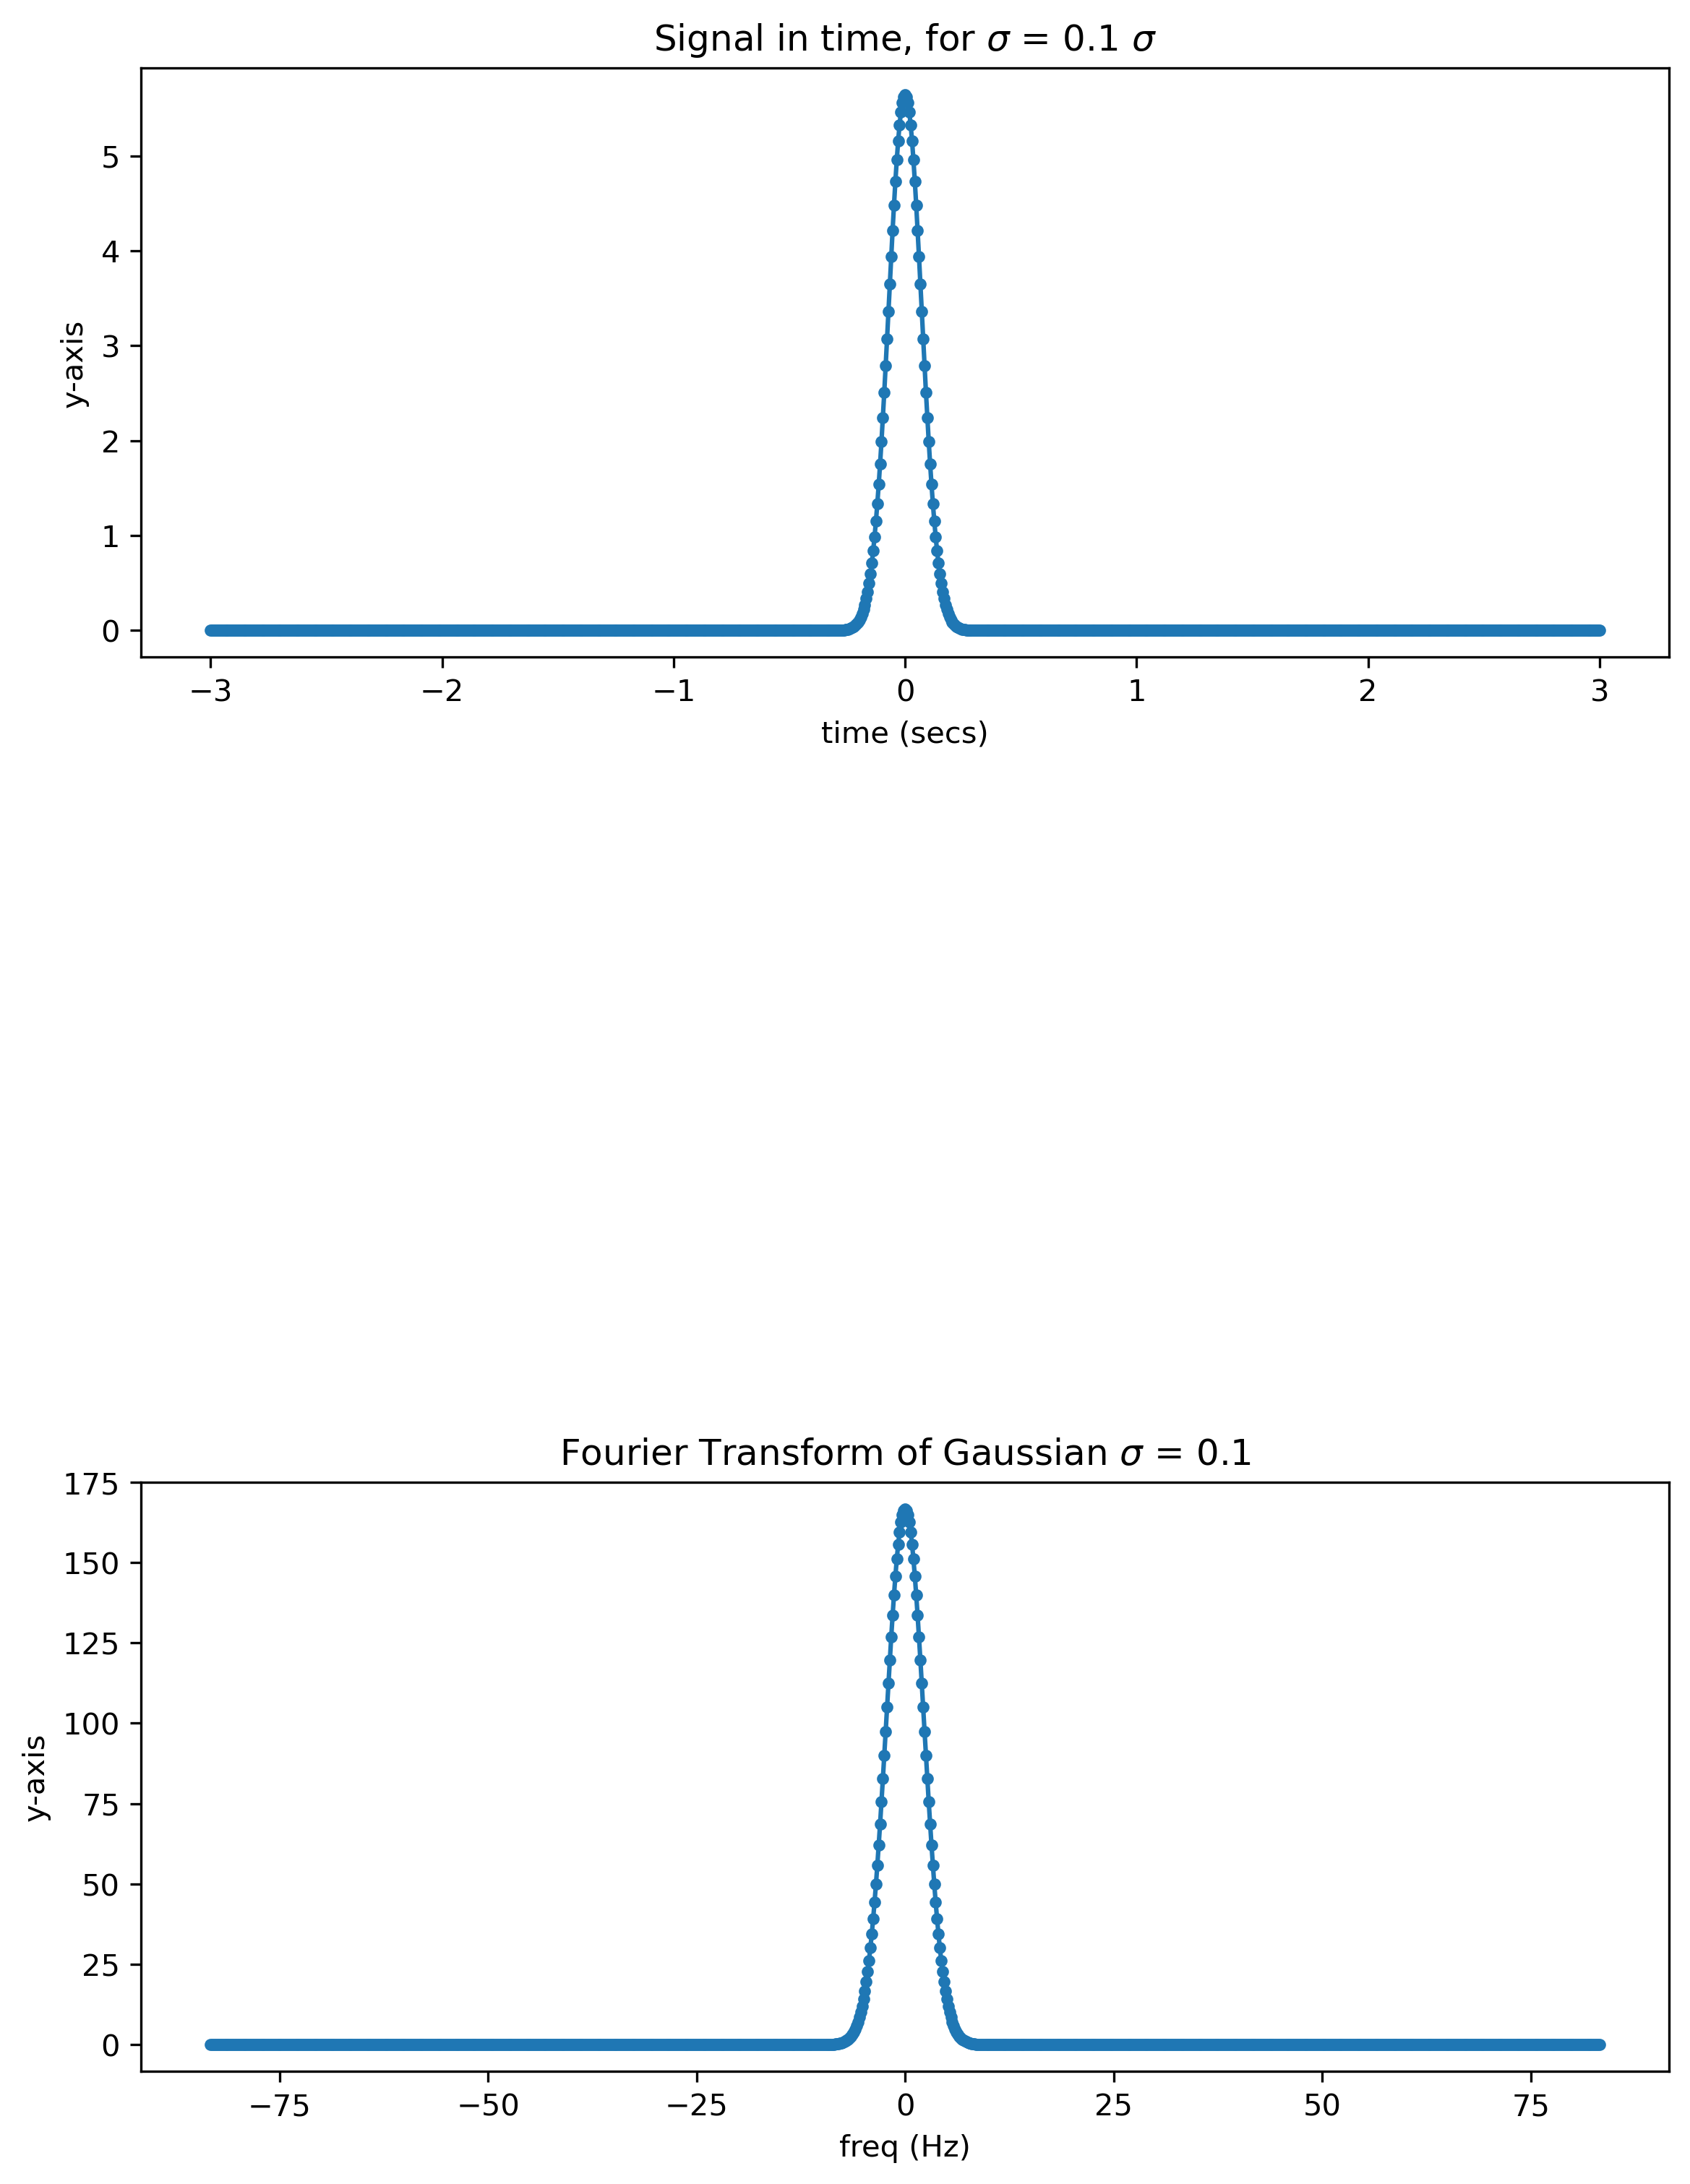 Signal in time, for σ = 0.1 σ
5
4
3
2
1
0
y-axis
−3 −2 −1 0 1 2 3
time (secs)
Fourier Transform of Gaussian σ = 0.1
175
150
125
100
75
50
25
0
y-axis
−75 −50 −25 0 25 50 75
freq (Hz)